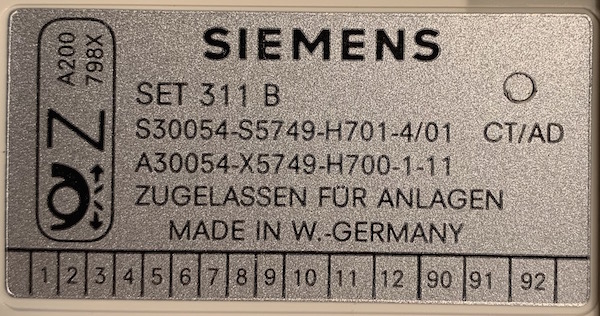 SIEMENS
A200
798X
Z
SET 311 B
S30054-S5749-H701-4/01 CT/AD
A30054-X5749-H700-1-11
ZUGELASSEN FÜR ANLAGEN
MADE IN W.-GERMANY
1 2 3 4 5 6 7 8 9 10 11 12 90 91 92